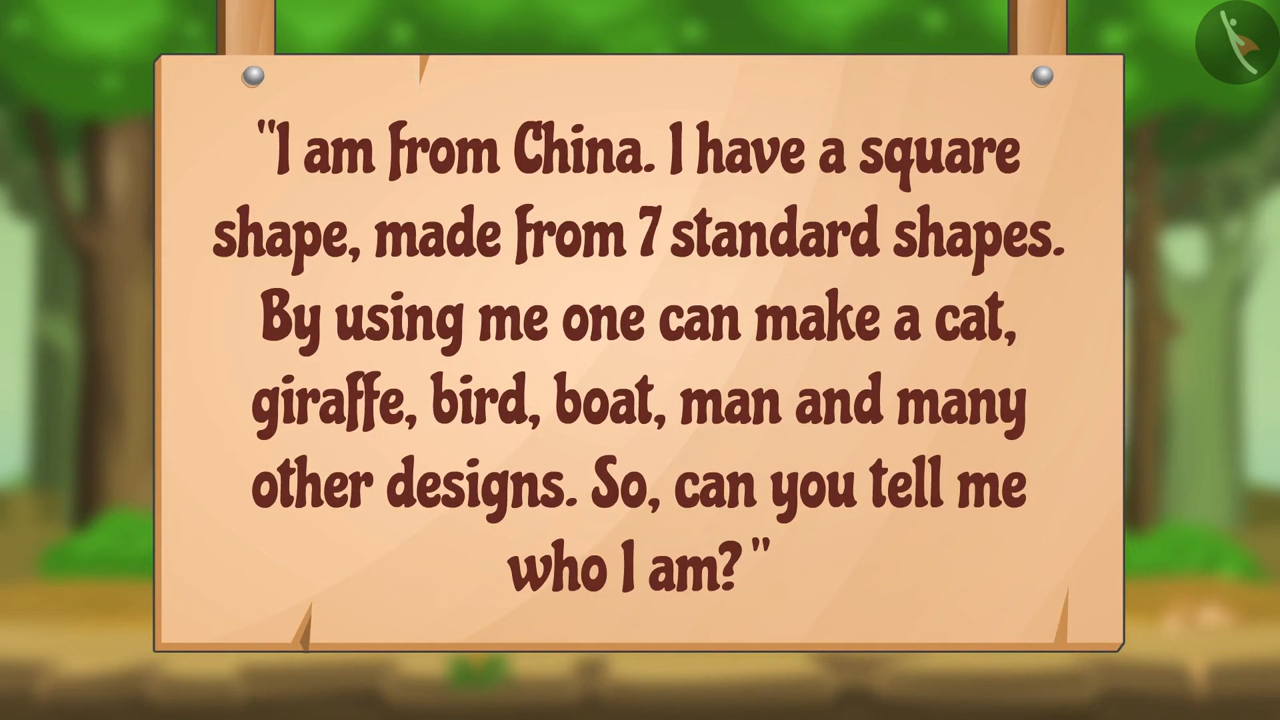 "I am from China. I have a square
shape, made from 7 standard shapes.
By using me one can make a cat,
giraffe, bird, boat, man and many
other designs. So, can you tell me
who I am? "